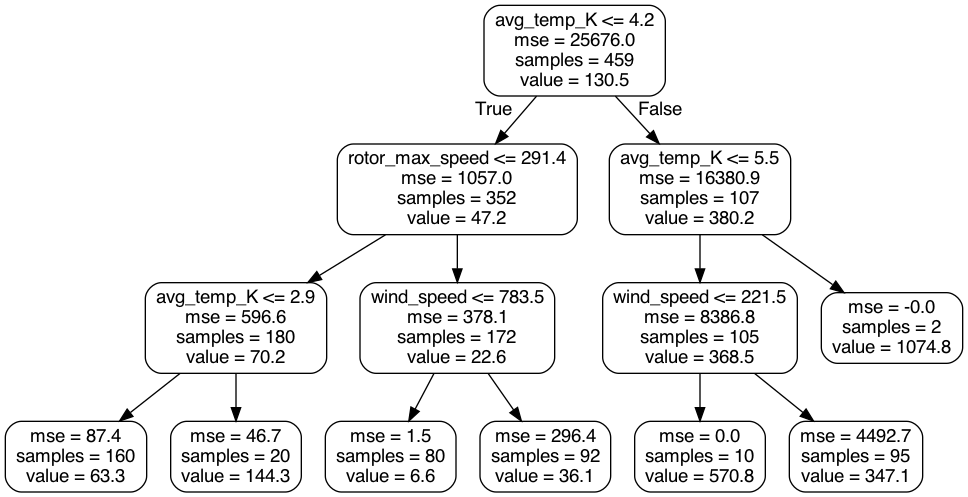 avg_temp_K <= 4.2
mse = 25676.0
samples = 459
value = 130.5
True
False
rotor_max_speed <= 291.4
mse = 1057.0
samples = 352
value = 47.2
avg_temp_K <= 5.5
mse = 16380.9
samples = 107
value = 380.2
avg_temp_K <= 2.9
mse = 596.6
samples = 180
value = 70.2
wind_speed <= 783.5
mse = 378.1
samples = 172
value = 22.6
wind_speed <= 221.5
mse = 8386.8
samples = 105
value = 368.5
mse = -0.0
samples = 2
value = 1074.8
mse = 87.4
samples = 160
value = 63.3
mse = 46.7
samples = 20
value = 144.3
mse = 1.5
samples = 80
value = 6.6
mse = 296.4
samples = 92
value = 36.1
mse = 0.0
samples = 10
value = 570.8
mse = 4492.7
samples = 95
value = 347.1